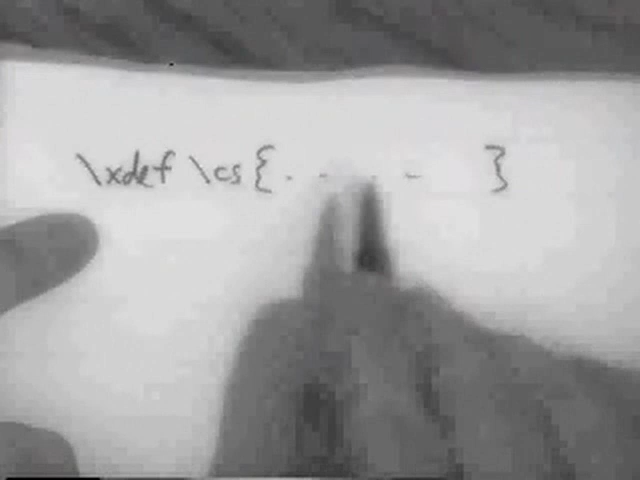 \xdef \cs{. - - - }